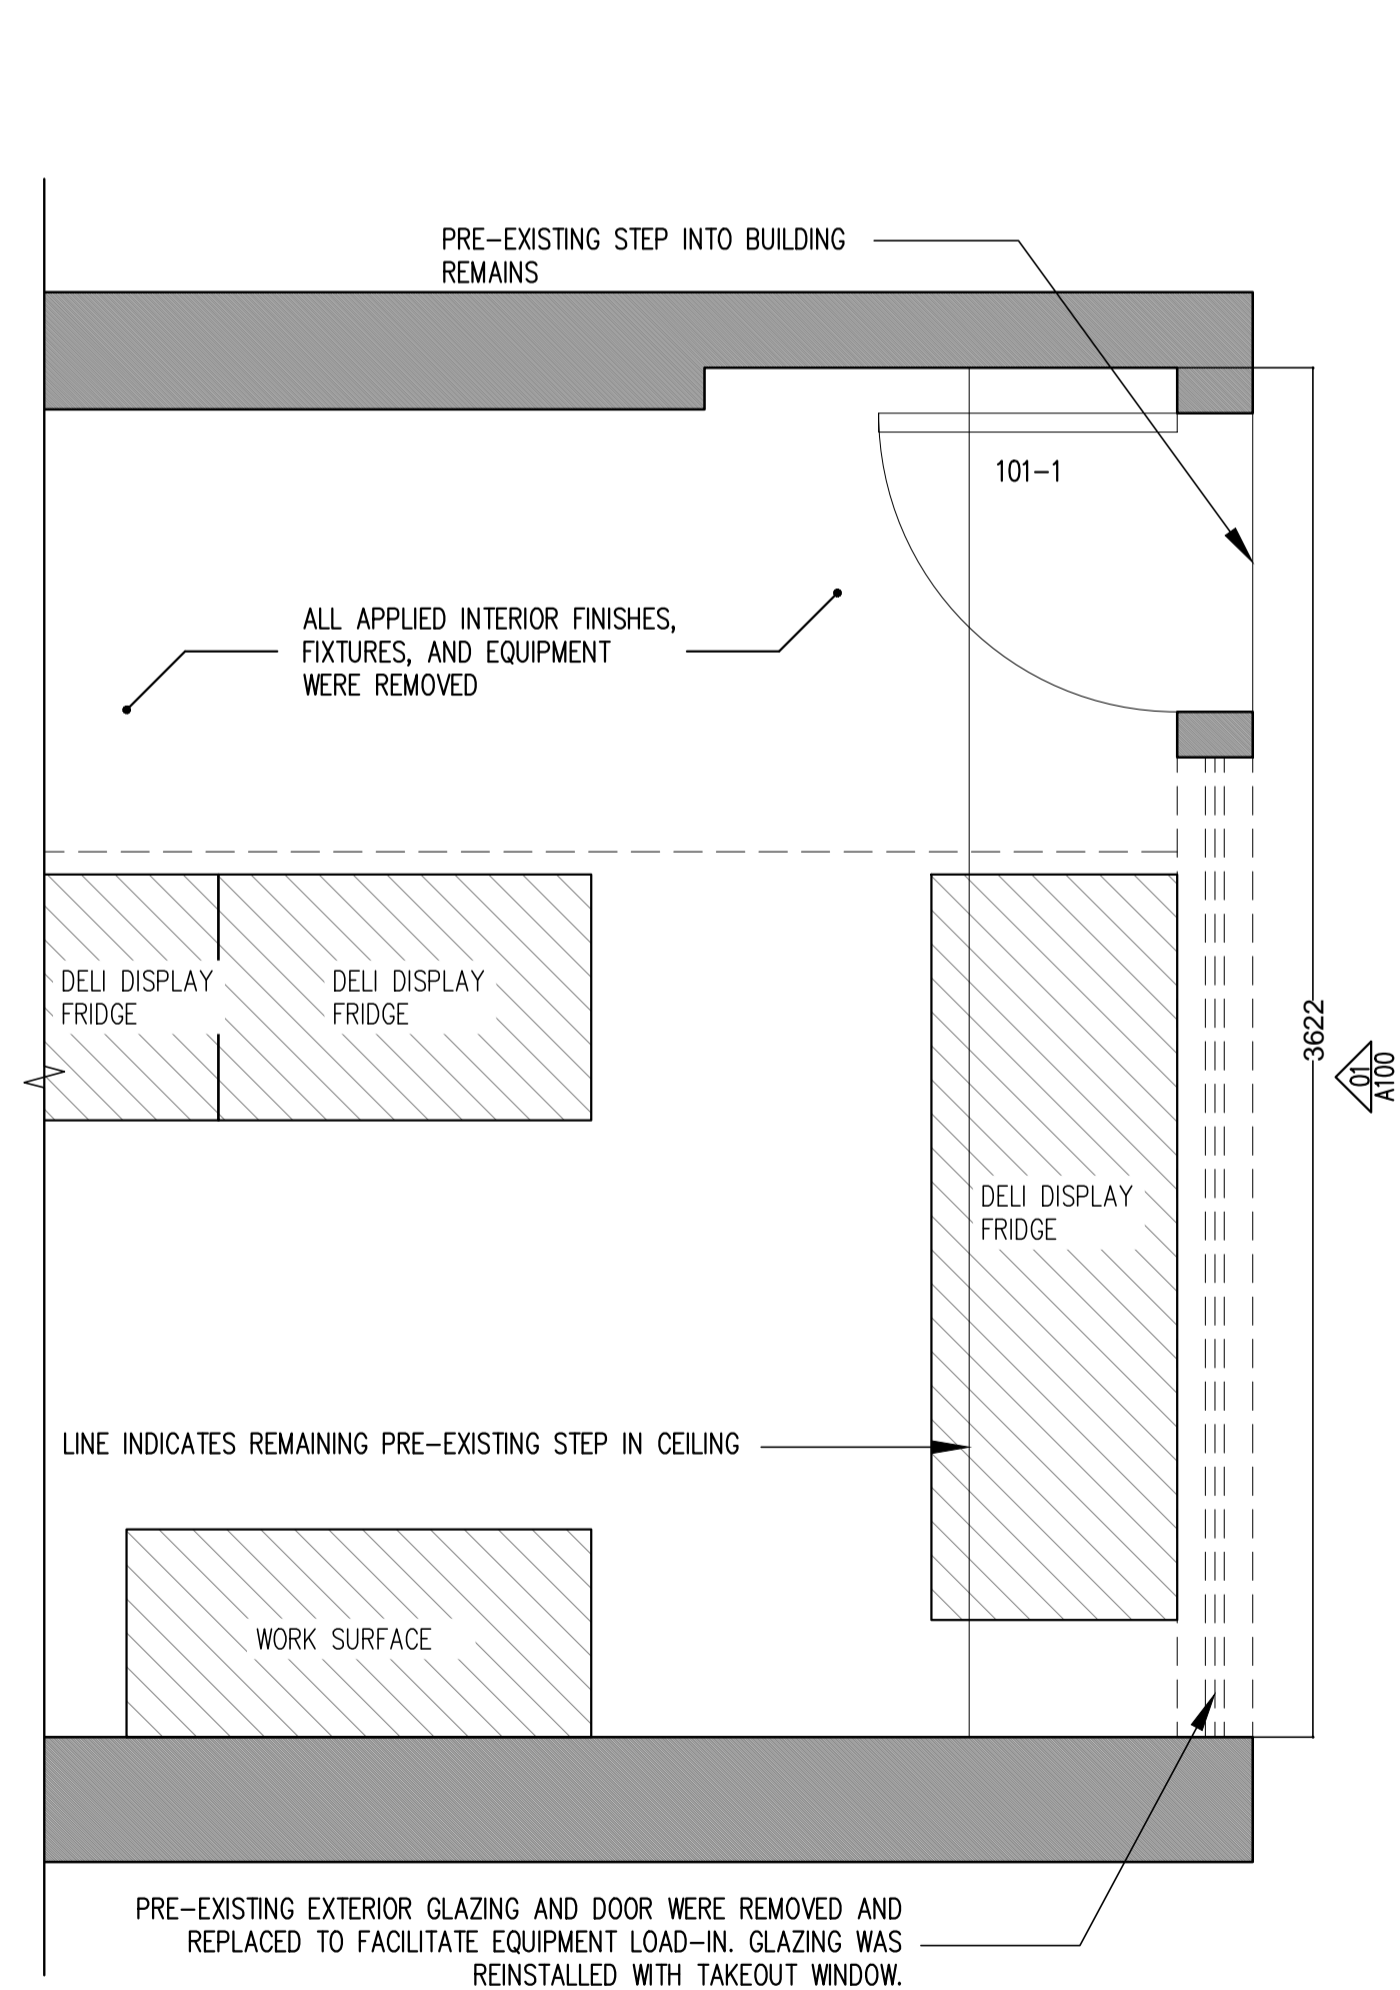 PRE-EXISTING STEP INTO BUILDING
REMAINS
101-1
ALL APPLIED INTERIOR FINISHES,
FIXTURES, AND EQUIPMENT
WERE REMOVED
DELI DISPLAY
FRIDGE
DELI DISPLAY
FRIDGE
3622
01
A100
DELI DISPLAY
FRIDGE
LINE INDICATES REMAINING PRE-EXISTING STEP IN CEILING
WORK SURFACE
PRE-EXISTING EXTERIOR GLAZING AND DOOR WERE REMOVED AND
REPLACED TO FACILITATE EQUIPMENT LOAD-IN. GLAZING WAS
REINSTALLED WITH TAKEOUT WINDOW.